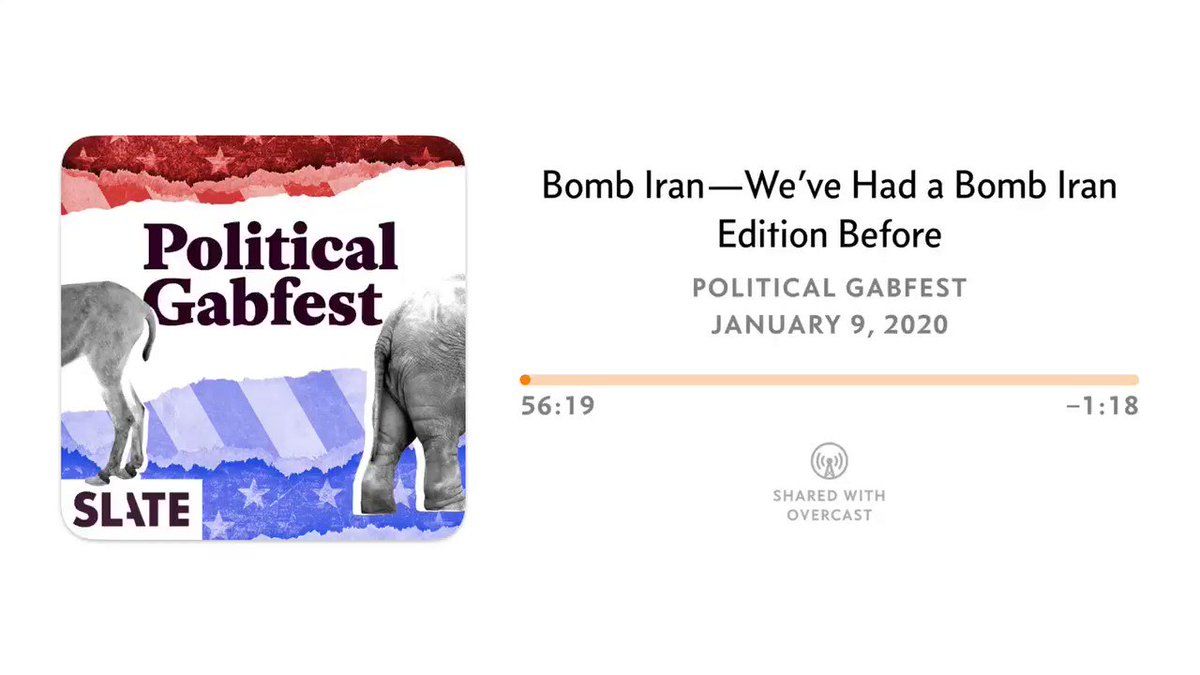 Political
Gabfest
SLATE
Bomb Iran—We’ve Had a Bomb Iran
Edition Before
POLITICAL GABFEST
JANUARY 9, 2020
56:19
–1:18
SHARED WITH
OVERCAST